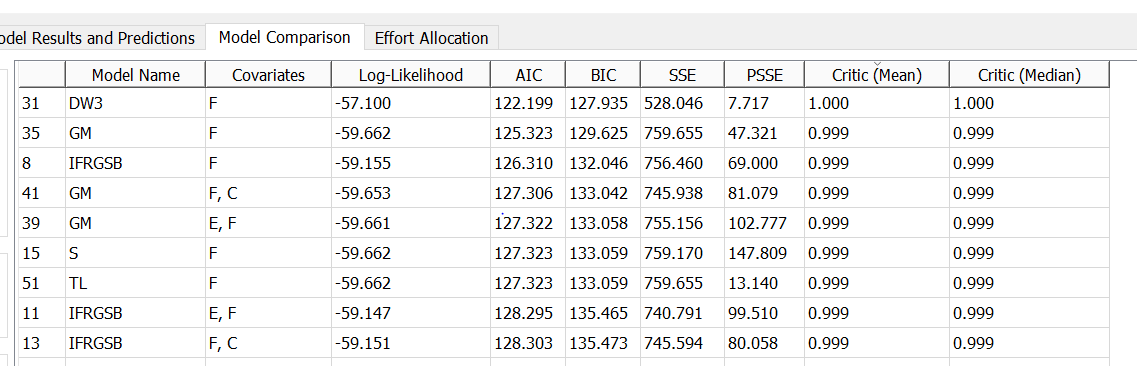 odel Results and Predictions Model Comparison Effort Allocation
Model Name Covariates Log-Likelihood AIC BIC SSE PSSE Critic (Mean) Critic (Median)
31 DW3 F -57.100 122.199 127.935 528.046 7.717 1.000 1.000
35 GM F -59.662 125.323 129.625 759.655 47.321 0.999 0.999
8 IFRGSB F -59.155 126.310 132.046 756.460 69.000 0.999 0.999
41 GM F, C -59.653 127.306 133.042 745.938 81.079 0.999 0.999
39 GM E, F -59.661 127.322 133.058 755.156 102.777 0.999 0.999
15 S F -59.662 127.323 133.059 759.170 147.809 0.999 0.999
51 TL F -59.662 127.323 133.059 759.655 13.140 0.999 0.999
11 IFRGSB E, F -59.147 128.295 135.465 740.791 99.510 0.999 0.999
13 IFRGSB F, C -59.151 128.303 135.473 745.594 80.058 0.999 0.999